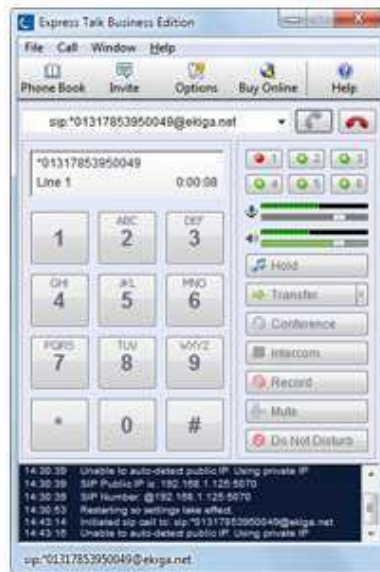 Express Talk Business Edition
File Call Window Help
Phone Book Invite Options Buy Online Help
sip:*01317853950049@ekiga.net
*01317853950049
Line 1 0:00:08
1 2 3 4 5 6
1 ABC 2 DEF 3
GHI 4 JKL 5 MNO 6
PQRS 7 TUV 8 WXYZ 9
* 0 #
Hold
Transfer
Conference
Intercom
Record
Mute
Do Not Disturb
14:30:39 Unable to auto-detect public IP. Using private IP
14:30:39 SIP Public IP is: 192.168.1.125:5070
14:30:39 SIP Number: @192.168.1.125:5070
14:30:53 Restarting so settings take effect.
14:43:14 Initiated sip call to: sip:*01317853950049@ekiga.net
14:43:16 Unable to auto-detect public IP. Using private IP
sip:*01317853950049@ekiga.net